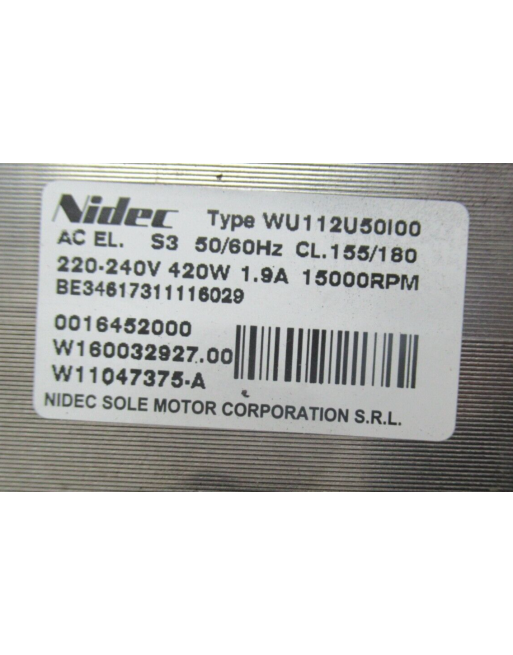 Nidec Type WU112U50I00
AC EL. S3 50/60Hz CL.155/180
220-240V 420W 1.9A 15000RPM
BE34617311116029
0016452000
W160032927.00
W11047375-A
NIDEC SOLE MOTOR CORPORATION S.R.L.